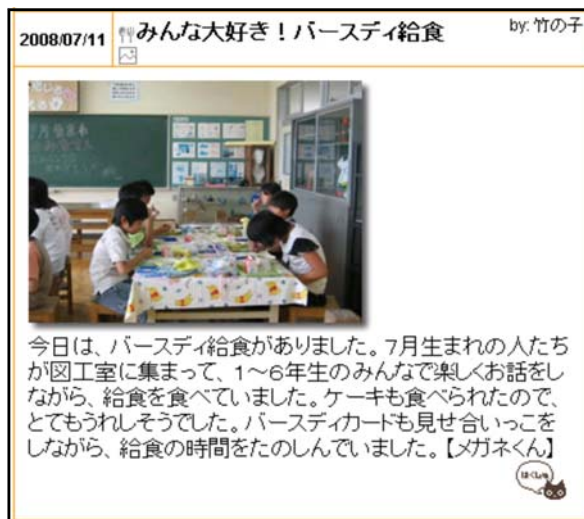 2008/07/11
みんな大好き！バースディ給食
by: 竹の子
今日は、バースディ給食がありました。7月生まれの人たち
が図工室に集まって、1～6年生のみんなで楽しくお話をし
ながら、給食を食べていました。ケーキも食べられたので、
とてもうれしそうでした。バースディカードも見せ合いっこを
しながら、給食の時間をたのしんでいました。【メガネくん】
はくしゅ